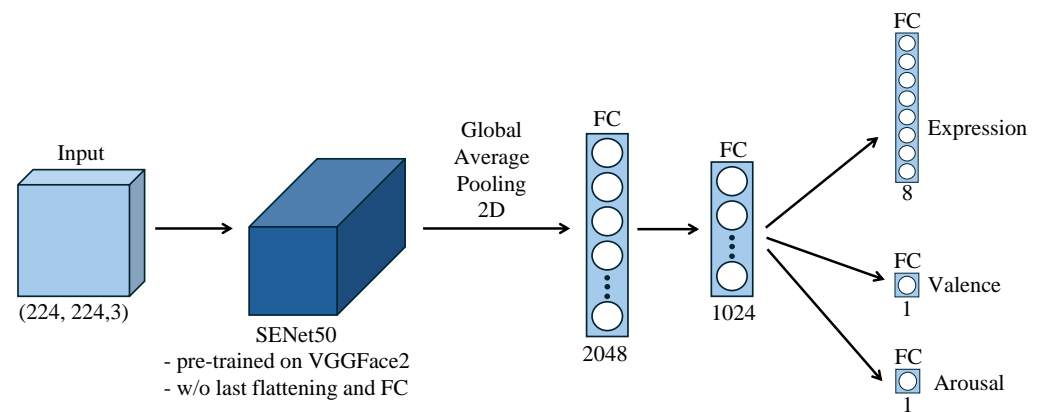 Input
(224, 224,3)
SENet50
- pre-trained on VGGFace2
- w/o last flattening and FC
Global
Average
Pooling
2D
FC
2048
FC
1024
FC
Expression
8
FC
Valence
1
FC
Arousal
1